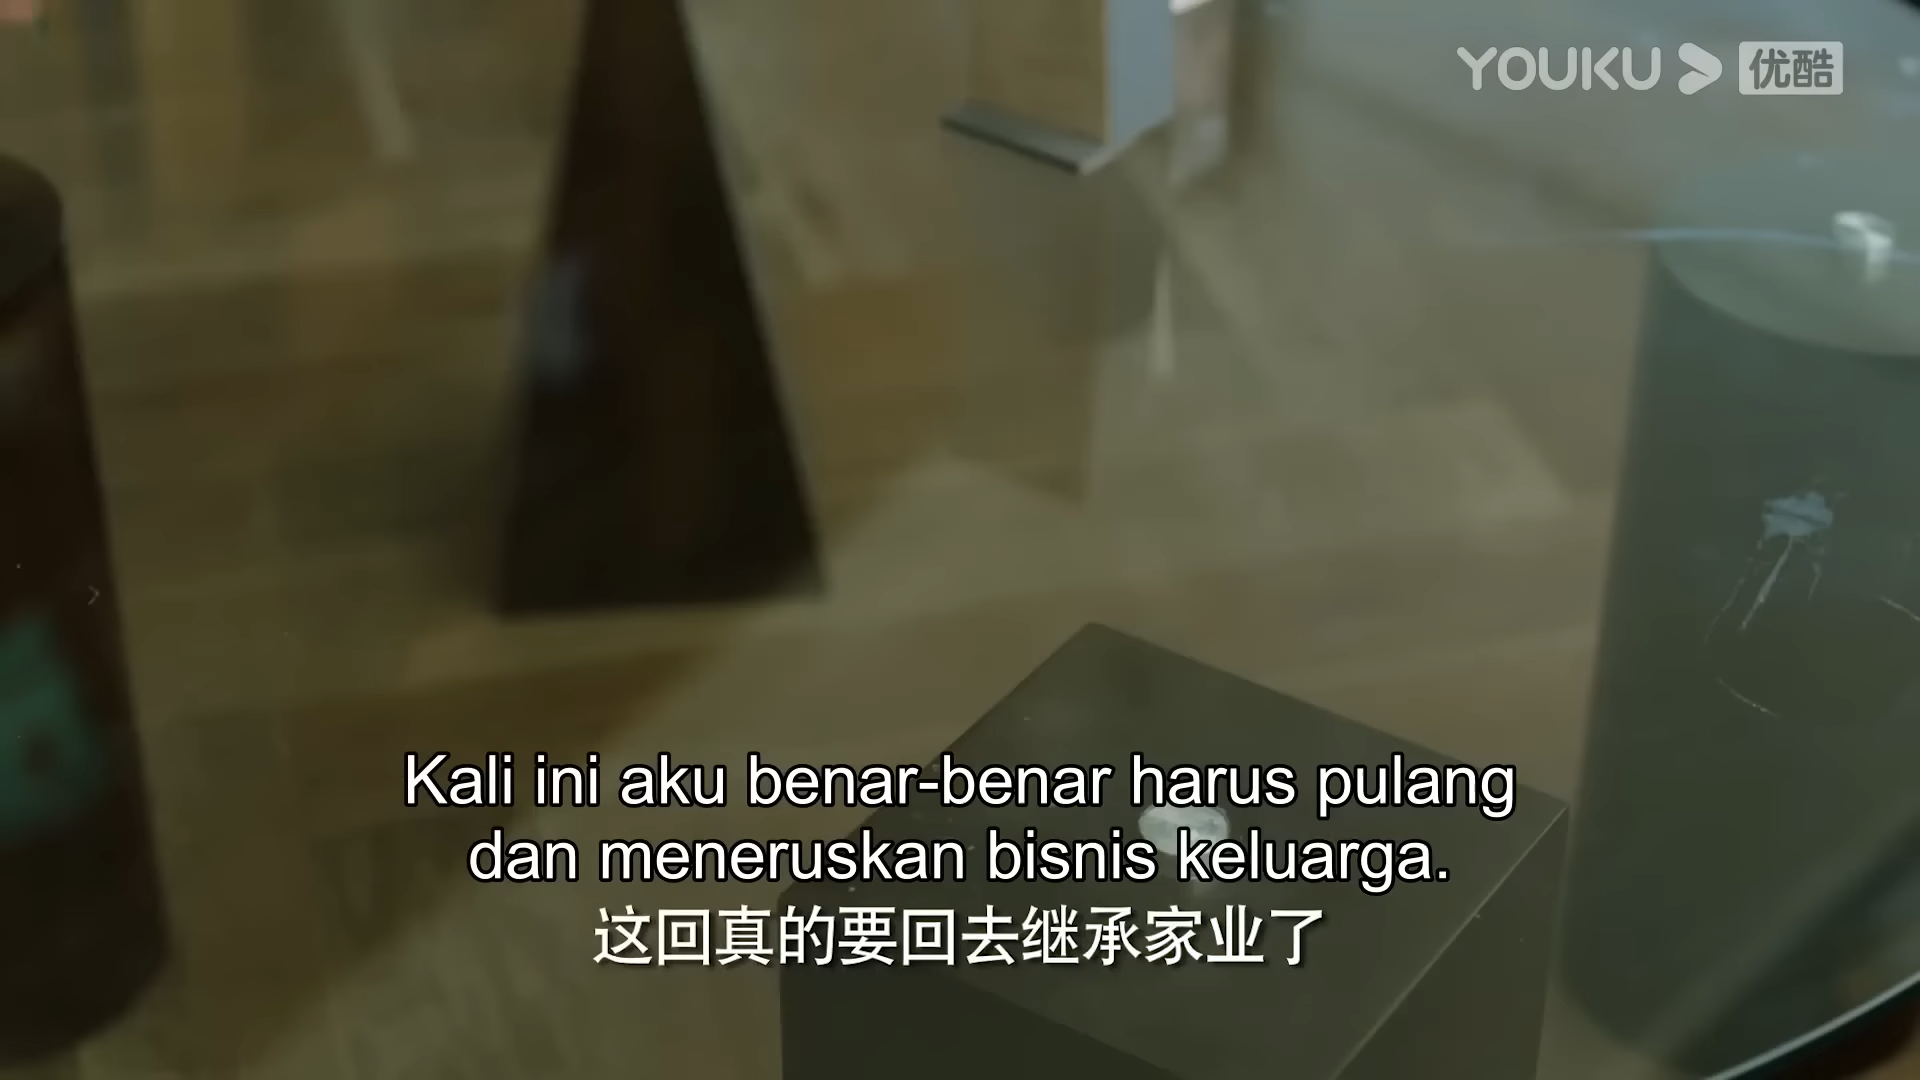 YOUKU 优酷
Kali ini aku benar-benar harus pulang
dan meneruskan bisnis keluarga.
这回真的要回去继承家业了